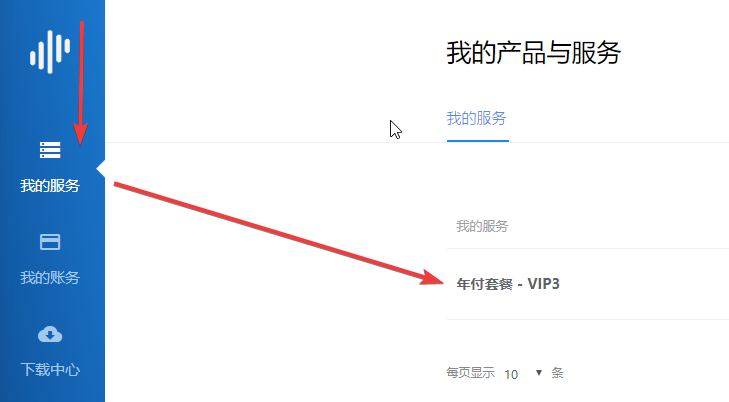 我的产品与服务
我的服务
我的服务
我的服务
我的账务
年付套餐 - VIP3
下载中心
每页显示 10 ▼ 条